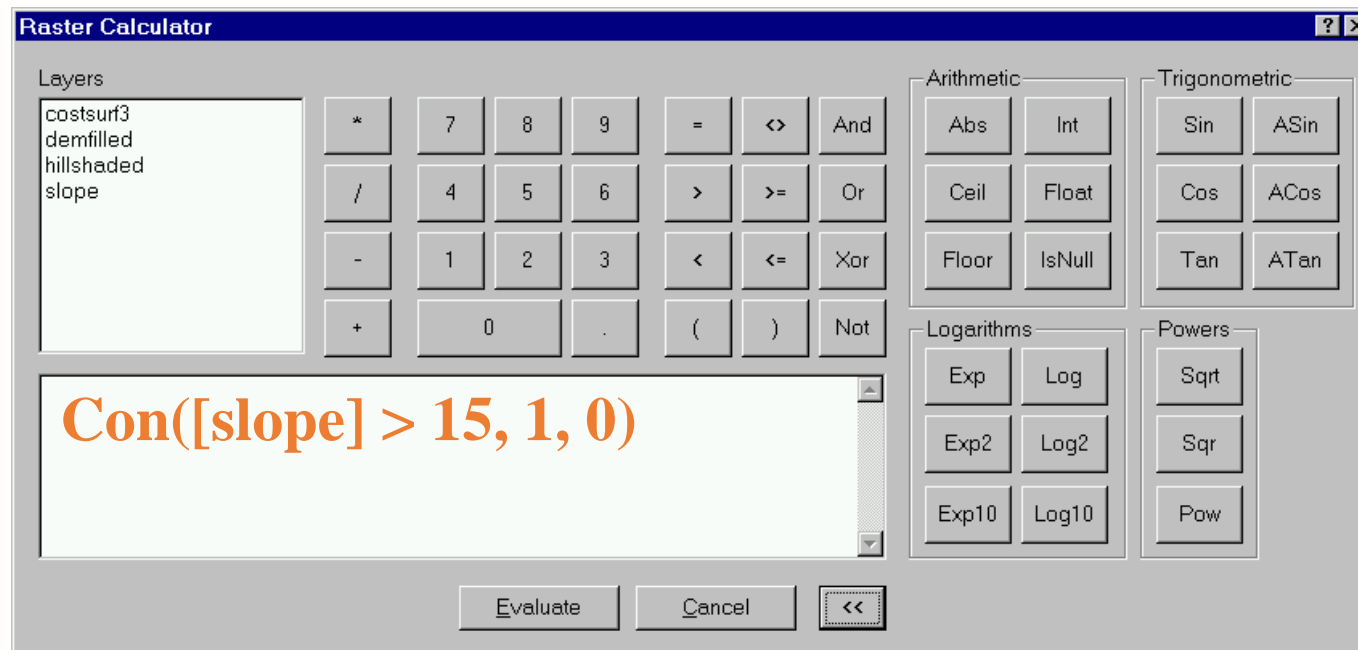 Raster Calculator
? ×
Layers
costsurf3
demfilled
hillshaded
slope
* 7 8 9 = <> And
/ 4 5 6 > >= Or
- 1 2 3 < <= Xor
+ 0 . ( ) Not
Arithmetic
Abs Int
Ceil Float
Floor IsNull
Trigonometric
Sin ASin
Cos ACos
Tan ATan
Logarithms
Exp Log
Exp2 Log2
Exp10 Log10
Powers
Sqrt
Sqr
Pow
Con([slope] > 15, 1, 0)
Evaluate Cancel <<